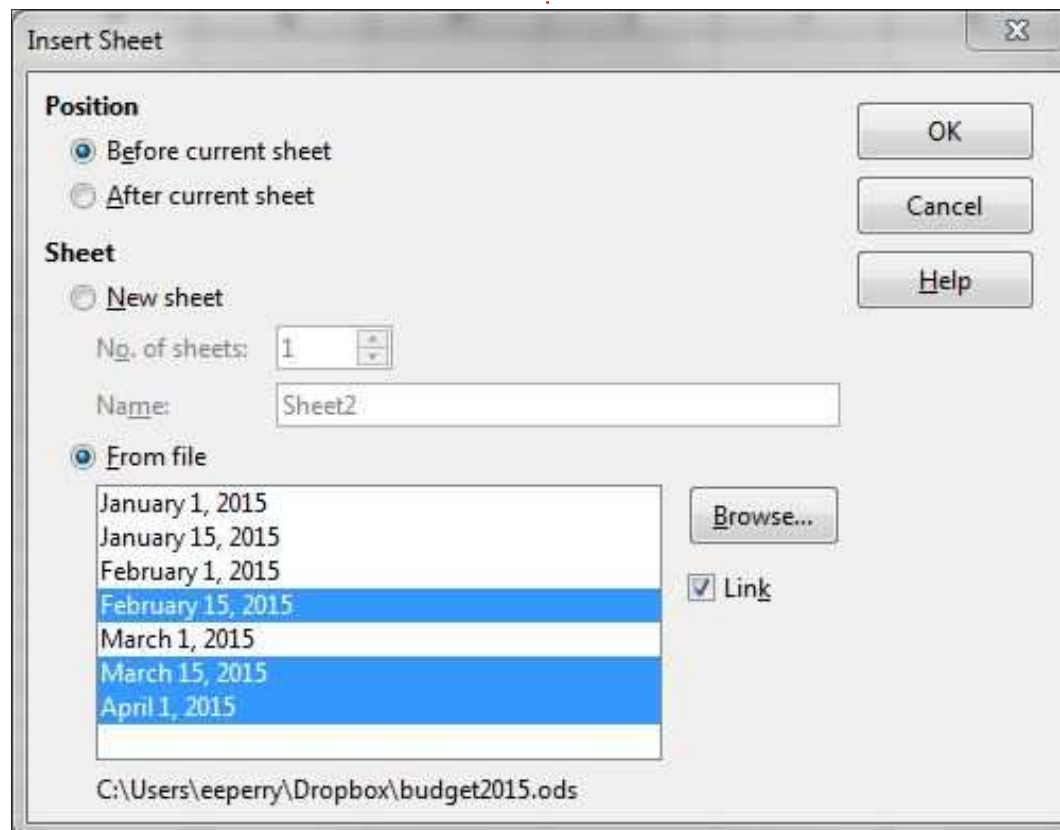 Insert Sheet
Position
Before current sheet
After current sheet
OK
Cancel
Help
Sheet
New sheet
No. of sheets: 1
Name: Sheet2
From file
January 1, 2015
January 15, 2015
February 1, 2015
February 15, 2015
March 1, 2015
March 15, 2015
April 1, 2015
Browse...
Link
C:\Users\eeperry\Dropbox\budget2015.ods